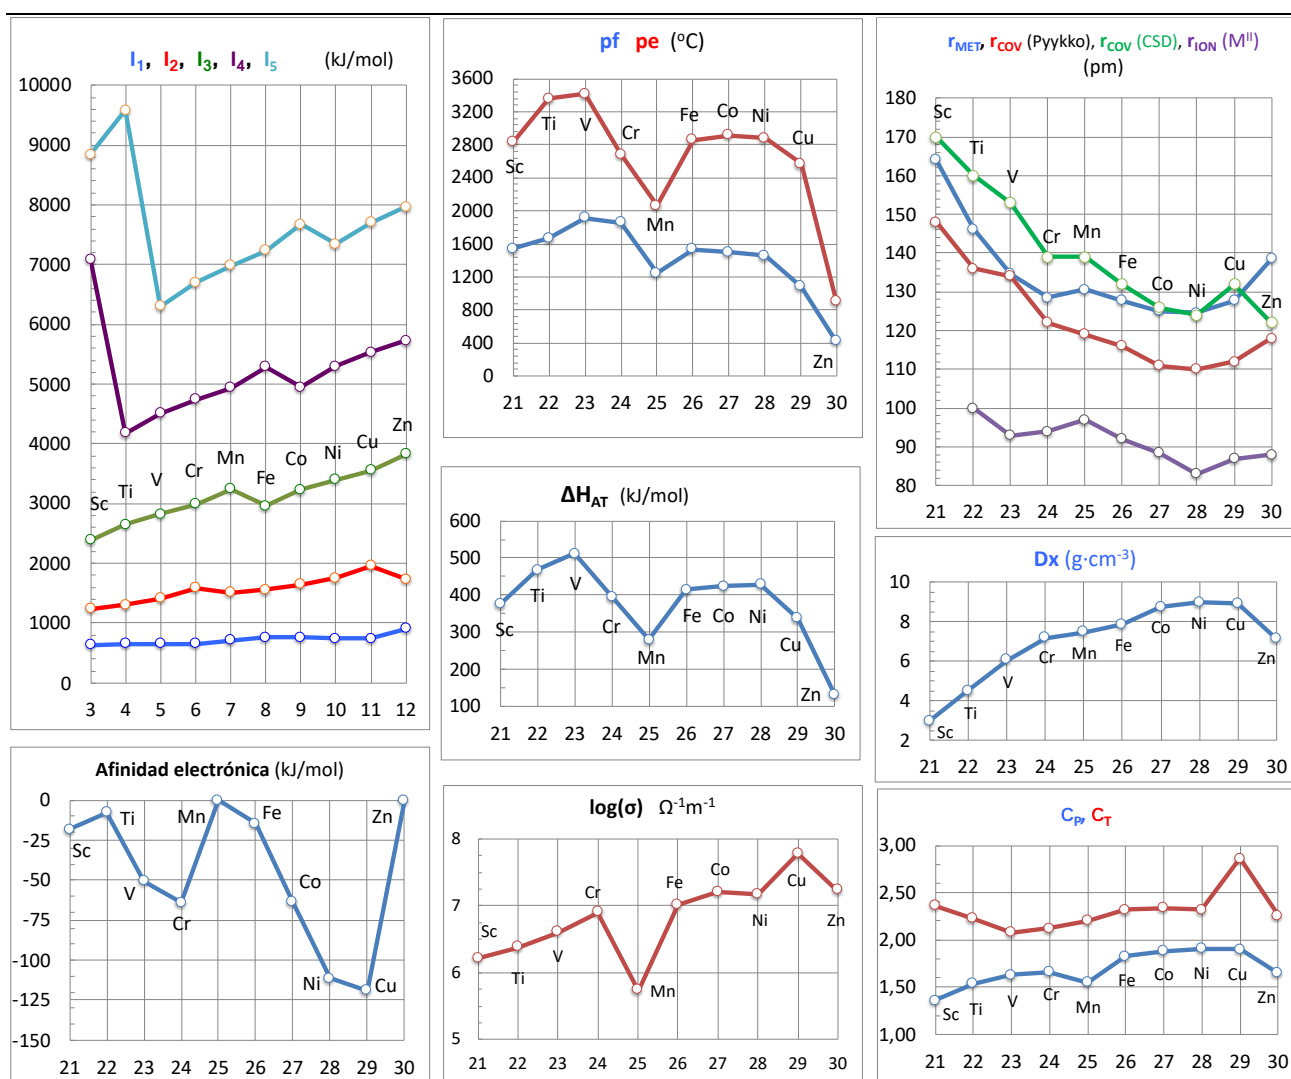 I1, I2, I3, I4, I5 (kJ/mol)
10000
9000
8000
7000
6000
5000
4000
3000
2000
1000
0
Sc Ti V Cr Mn Fe Co Ni Cu Zn
3 4 5 6 7 8 9 10 11 12
pf pe (ºC)
3600
3200
2800
2400
2000
1600
1200
800
400
0
Sc Ti V Cr Mn Fe Co Ni Cu Zn
21 22 23 24 25 26 27 28 29 30
rMET, rCOV (Pyykko), rCOV (CSD), rION (MII)
(pm)
180
170
160
150
140
130
120
110
100
90
80
Sc Ti V Cr Mn Fe Co Ni Cu Zn
21 22 23 24 25 26 27 28 29 30
ΔHAT (kJ/mol)
600
500
400
300
200
100
Sc Ti V Cr Mn Fe Co Ni Cu Zn
21 22 23 24 25 26 27 28 29 30
Dx (g·cm-3)
10
8
6
4
2
Sc Ti V Cr Mn Fe Co Ni Cu Zn
21 22 23 24 25 26 27 28 29 30
Afinidad electrónica (kJ/mol)
0
-25
-50
-75
-100
-125
-150
Sc Ti V Cr Mn Fe Co Ni Cu Zn
21 22 23 24 25 26 27 28 29 30
log(σ) Ω-1m-1
8
7
6
5
Sc Ti V Cr Mn Fe Co Ni Cu Zn
21 22 23 24 25 26 27 28 29 30
CP, CT
3,00
2,50
2,00
1,50
1,00
Sc Ti V Cr Mn Fe Co Ni Cu Zn
21 22 23 24 25 26 27 28 29 30